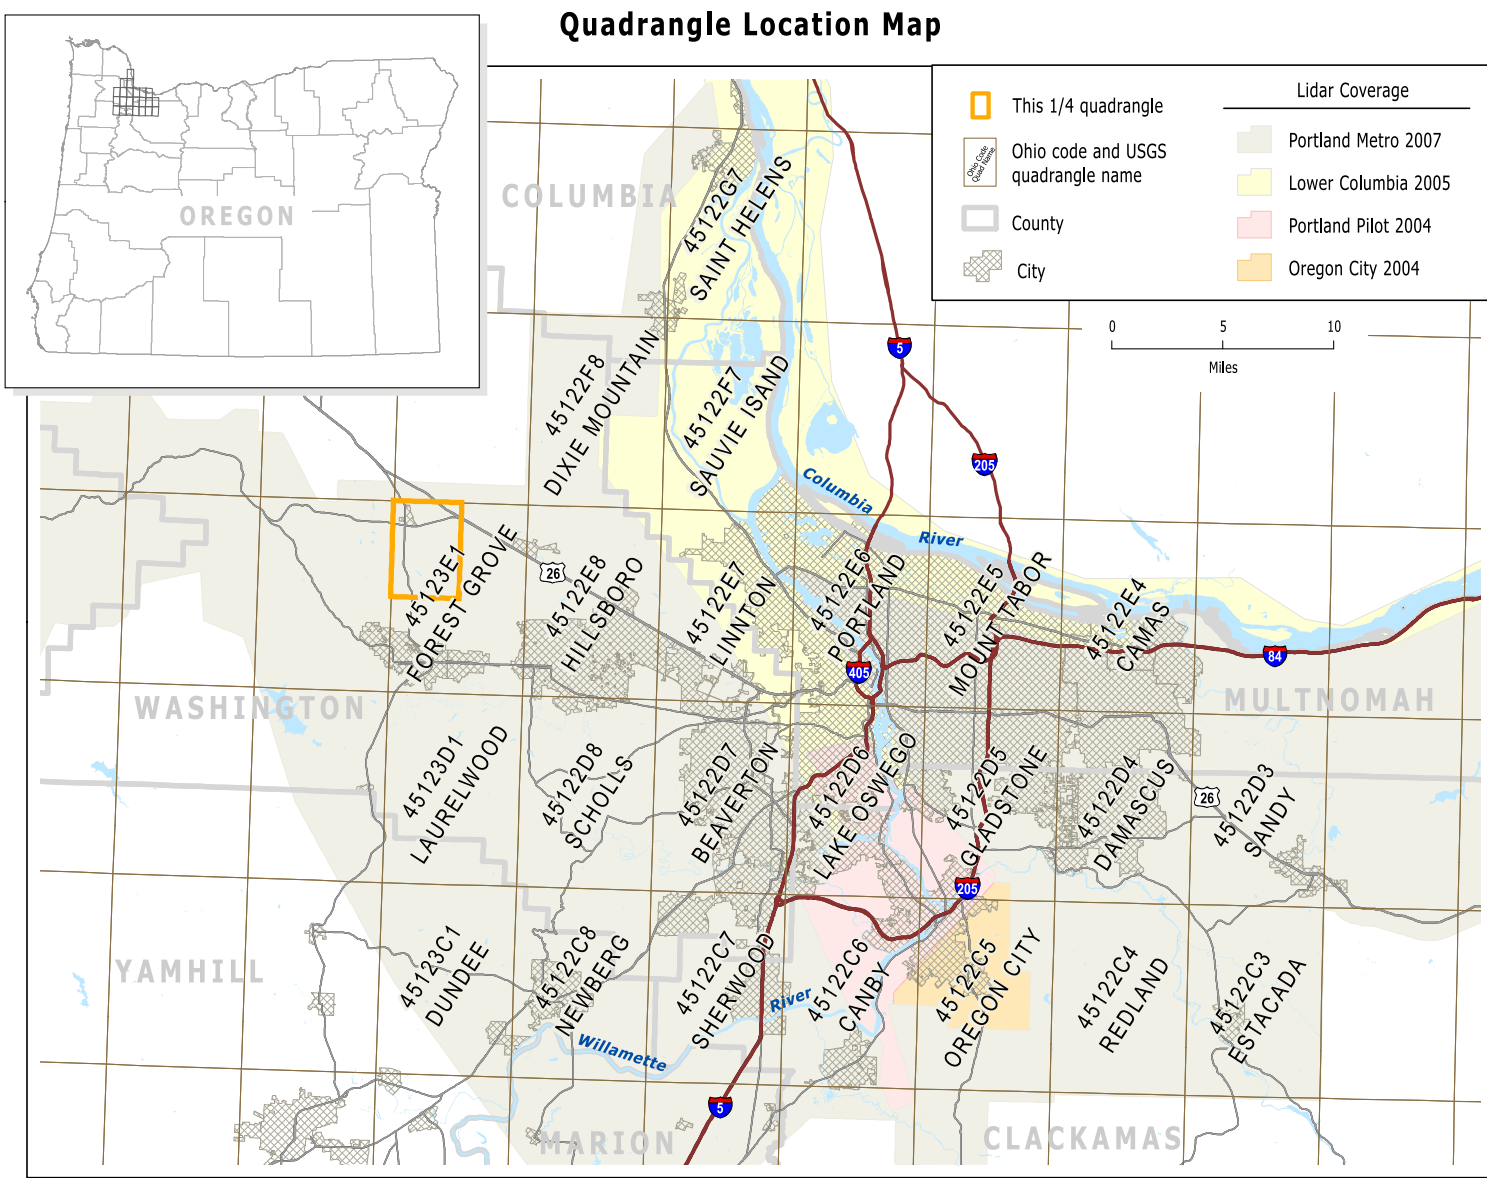 Quadrangle Location Map
OREGON
This 1/4 quadrangle
Ohio Code
Quad Name
Ohio code and USGS
quadrangle name
County
City
Lidar Coverage
Portland Metro 2007
Lower Columbia 2005
Portland Pilot 2004
Oregon City 2004
0 5 10
Miles
COLUMBIA
45122G7
SAINT HELENS
45122F8
DIXIE MOUNTAIN
45122F7
SAUVIE ISAND
5
205
Columbia
River
45123E1
FOREST GROVE
26
45122E8
HILLSBORO
45122E7
LINNTON
45122E6
PORTLAND
45122E5
MOUNT TABOR
45122E4
CAMAS
405
84
WASHINGTON
MULTNOMAH
45123D1
LAURELWOOD
45122D8
SCHOLLS
45122D7
BEAVERTON
45122D6
LAKE OSWEGO
45122D5
GLADSTONE
45122D4
DAMASCUS
26
45122D3
SANDY
205
YAMHILL
45123C1
DUNDEE
45122C8
NEWBERG
45122C7
SHERWOOD
45122C6
CANBY
45122C5
OREGON CITY
45122C4
REDLAND
45122C3
ESTACADA
Willamette
River
5
MARION
CLACKAMAS